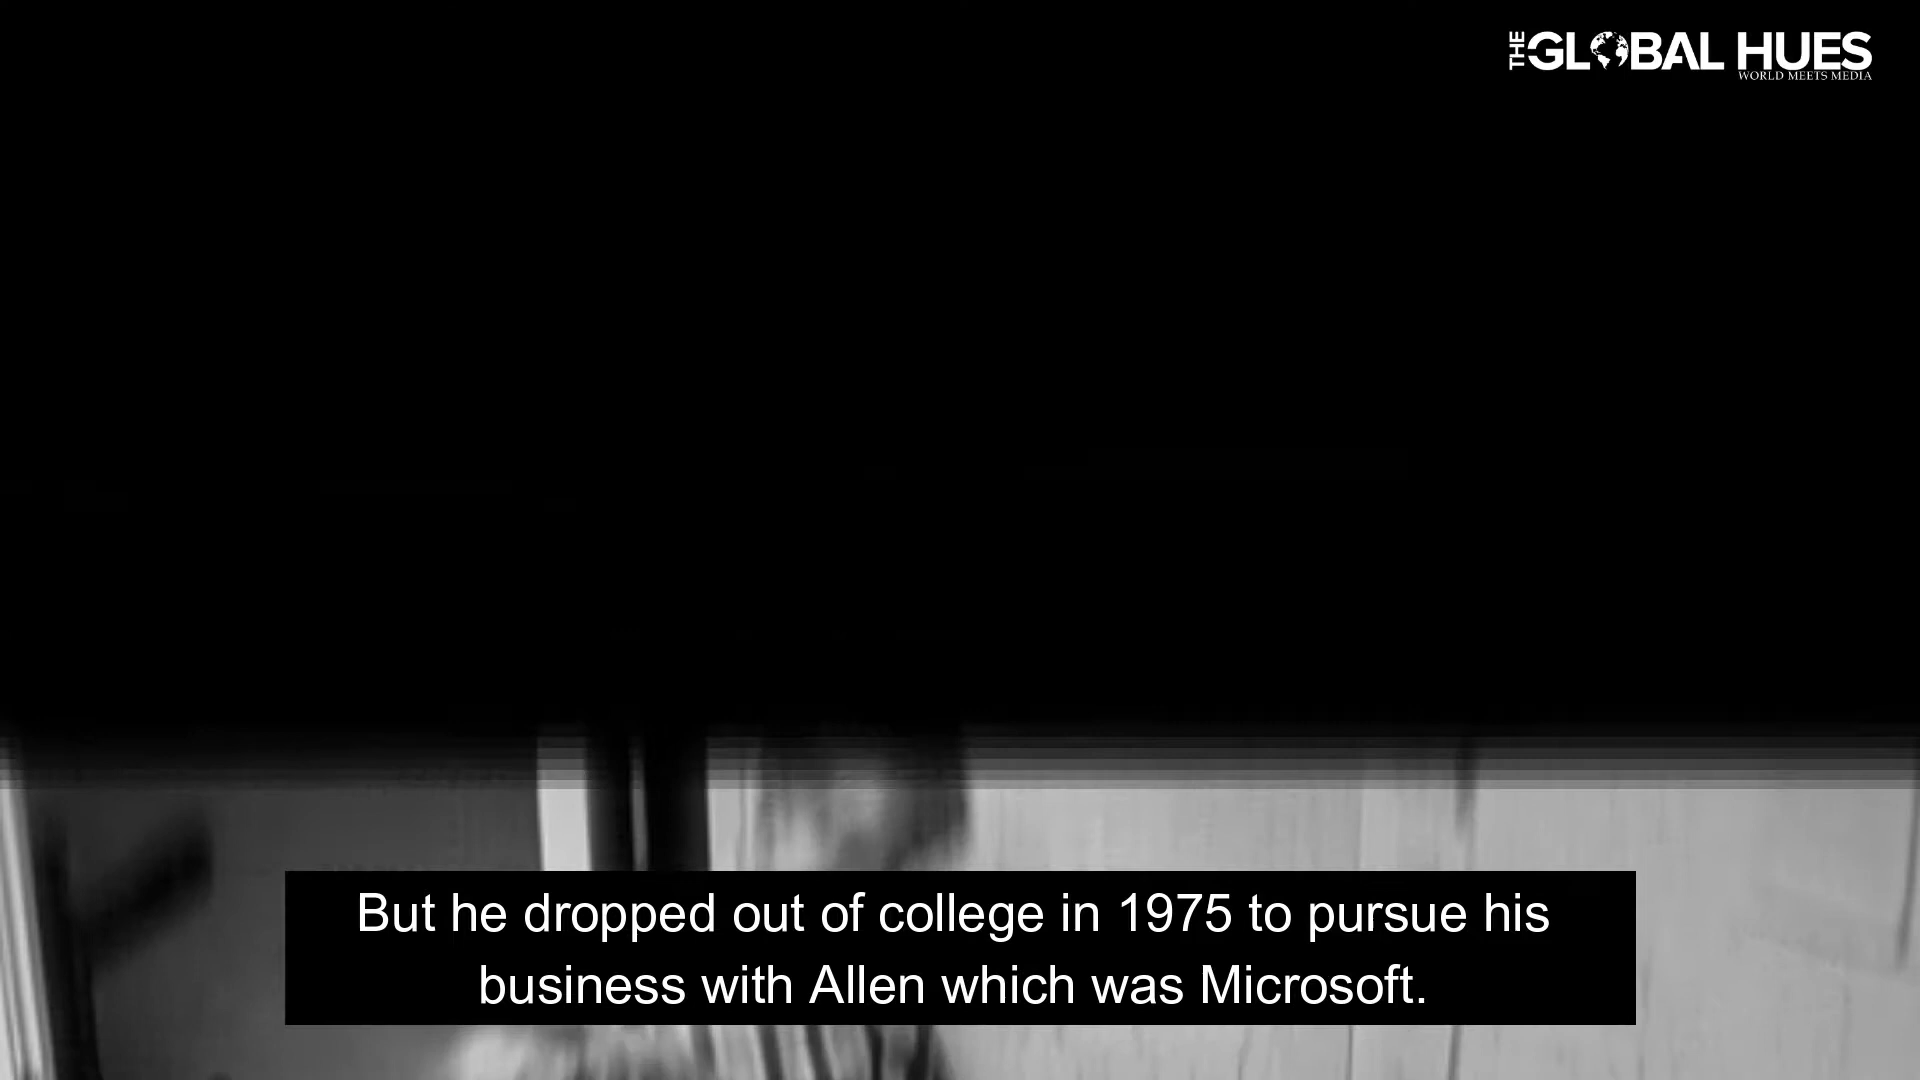 THE GLOBAL HUES
WORLD MEETS MEDIA
But he dropped out of college in 1975 to pursue his
business with Allen which was Microsoft.